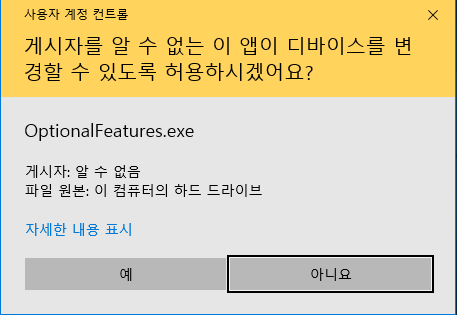 사용자 계정 컨트롤
게시자를 알 수 없는 이 앱이 디바이스를 변
경할 수 있도록 허용하시겠어요?
OptionalFeatures.exe
게시자: 알 수 없음
파일 원본: 이 컴퓨터의 하드 드라이브
자세한 내용 표시
예
아니요